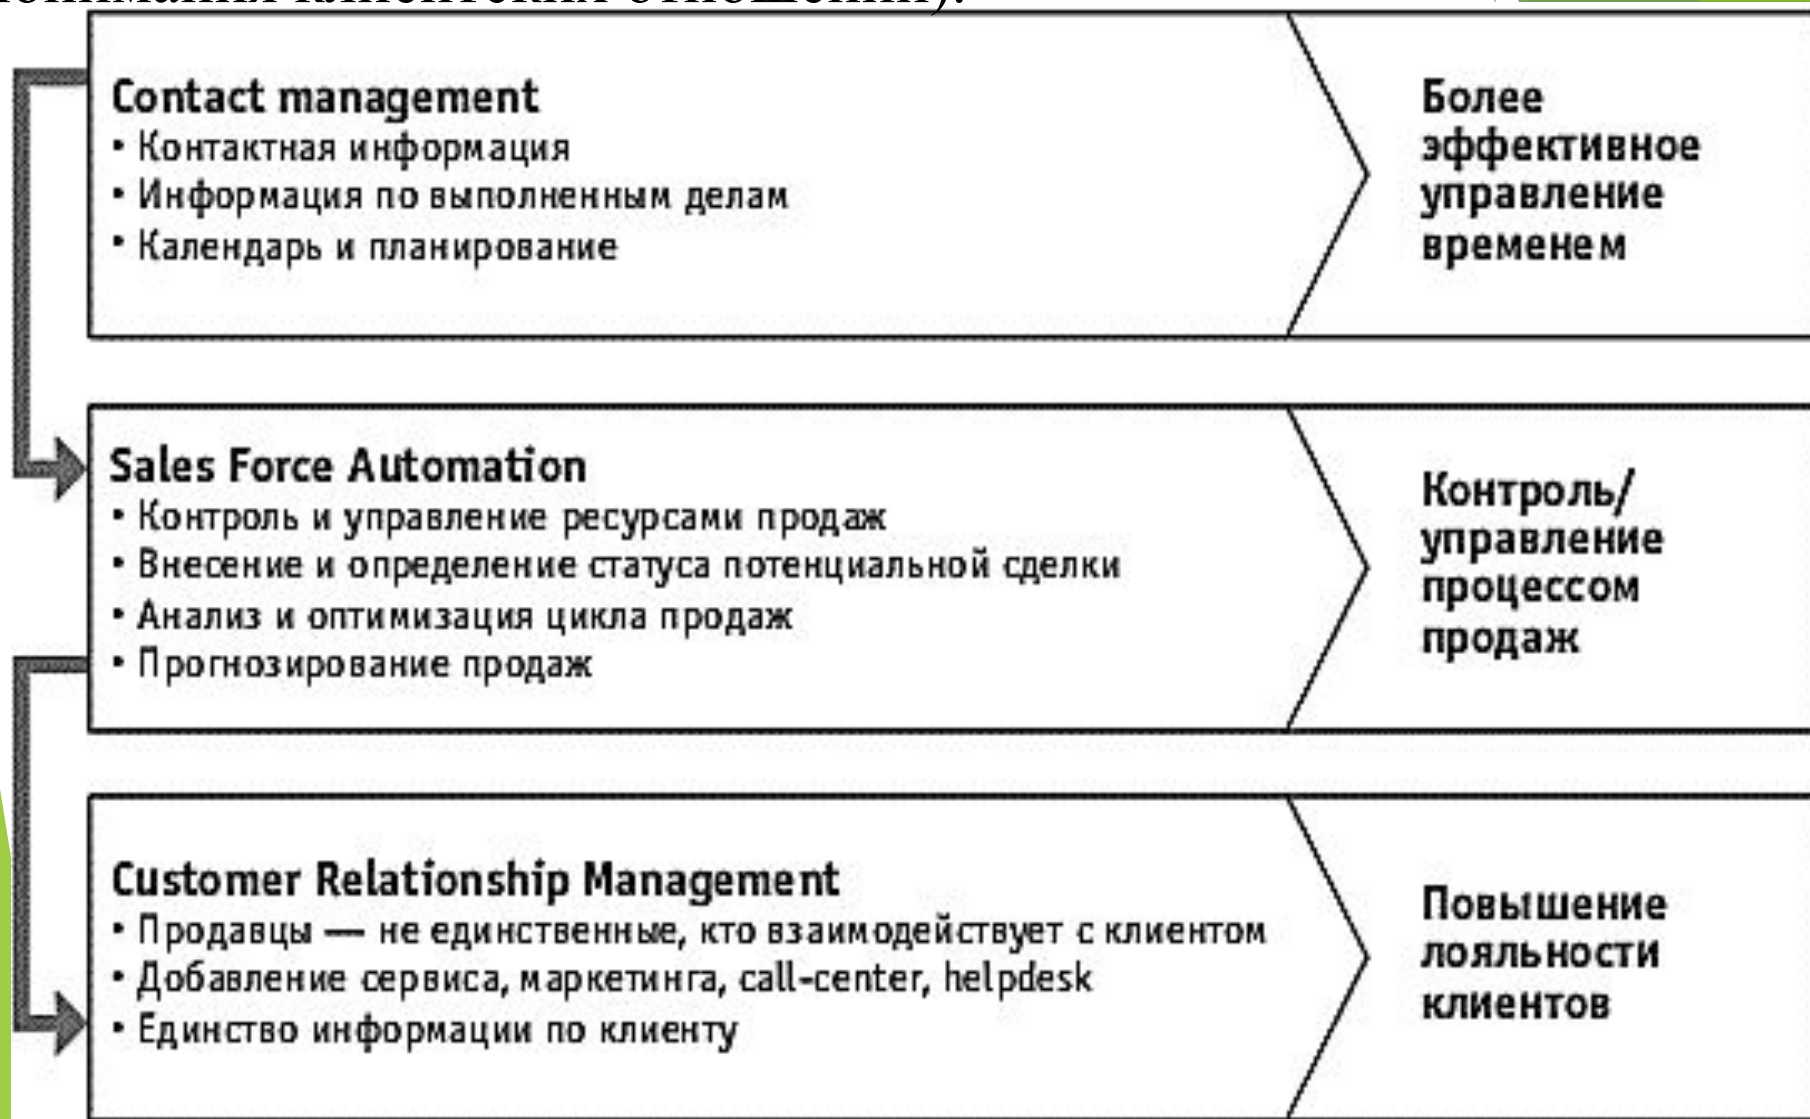 клиентских отношений).
Contact management
• Контактная информация
• Информация по выполненным делам
• Календарь и планирование
Более
эффективное
управление
временем
Sales Force Automation
• Контроль и управление ресурсами продаж
• Внесение и определение статуса потенциальной сделки
• Анализ и оптимизация цикла продаж
• Прогнозирование продаж
Контроль/
управление
процессом
продаж
Customer Relationship Management
• Продавцы — не единственные, кто взаимодействует с клиентом
• Добавление сервиса, маркетинга, call-center, helpdesk
• Единство информации по клиенту
Повышение
лояльности
клиентов